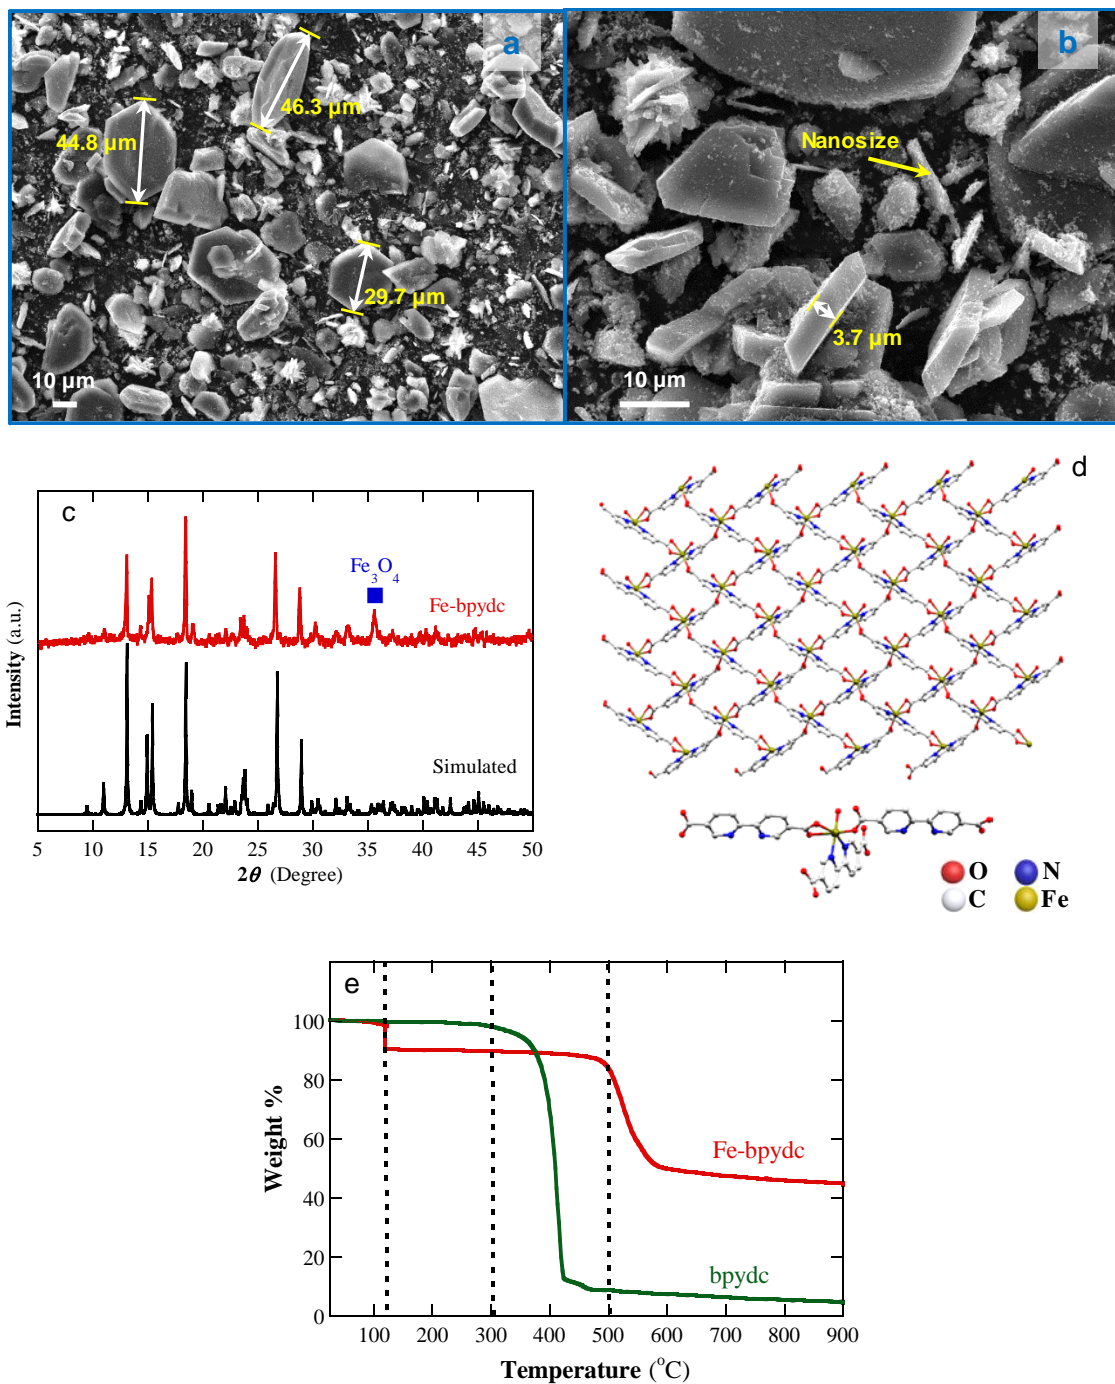 a
46.3 µm
44.8 µm
29.7 µm
10 µm
b
Nanosize
3.7 µm
10 µm
c
Fe3O4
Fe-bpydc
Simulated
Intensity (a.u.)
5 10 15 20 25 30 35 40 45 50
2θ (Degree)
d
O N
C Fe
e
100
80
60
40
20
0
Weight %
Fe-bpydc
bpydc
100 200 300 400 500 600 700 800 900
Temperature (oC)